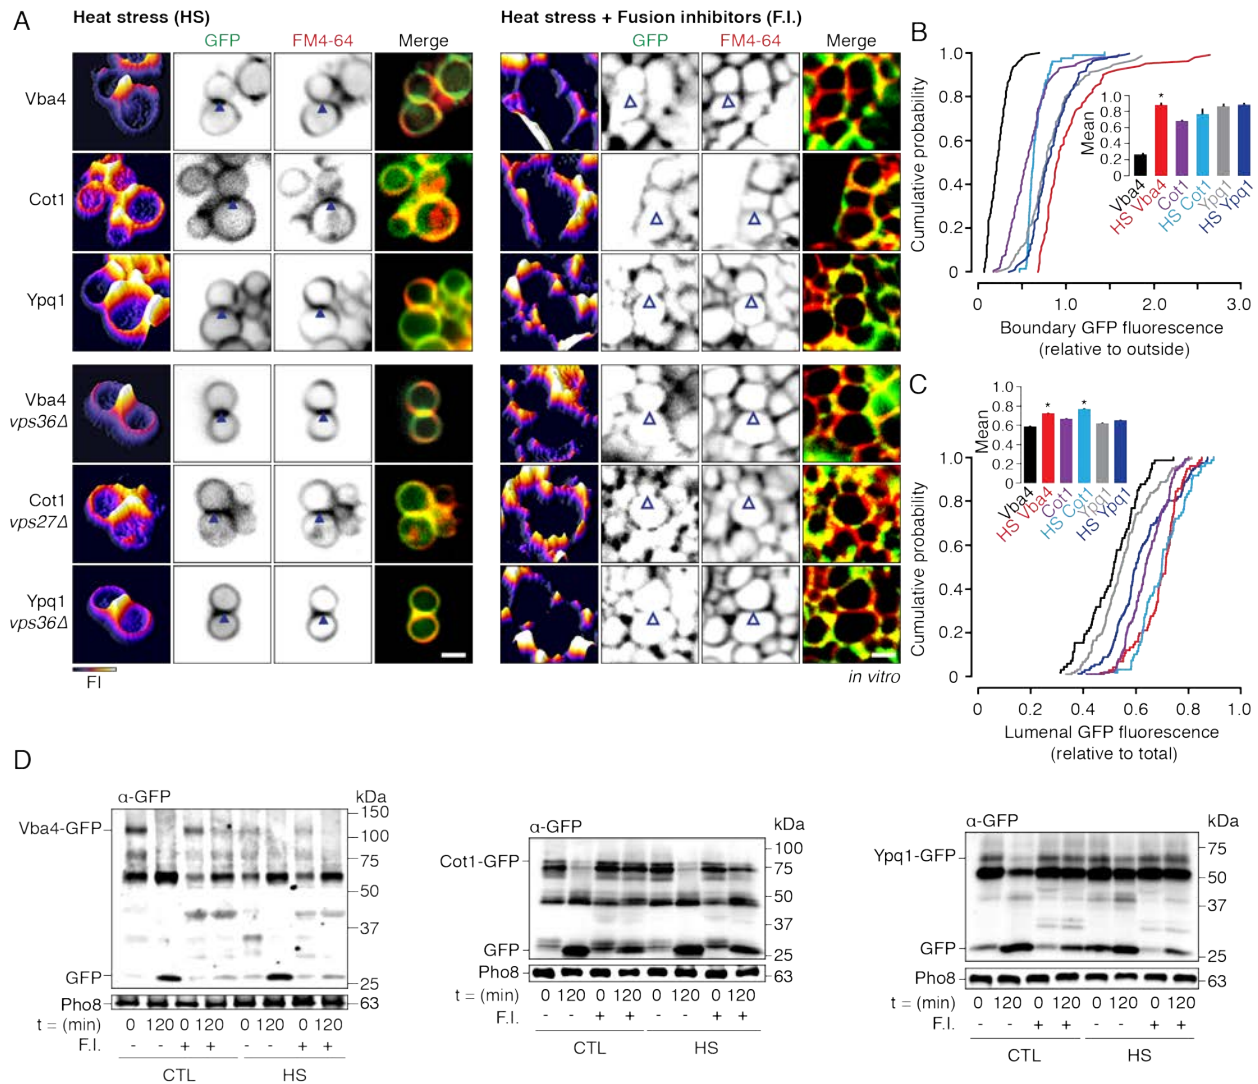 A
Heat stress (HS)
GFP
FM4-64
Merge
Heat stress + Fusion inhibitors (F.I.)
GFP
FM4-64
Merge
Vba4
Cot1
Ypq1
Vba4
vps36Δ
Cot1
vps27Δ
Ypq1
vps36Δ
FI
in vitro
B
Cumulative probability
1.0
0.8
0.6
0.4
0.2
0
0
1.0
2.0
3.0
Boundary GFP fluorescence
(relative to outside)
Mean
1.0
0.8
0.6
0.4
0.2
0
*
Vba4
HS Vba4
Cot1
HS Cot1
Ypq1
HS Ypq1
C
Mean
1.0
0.8
0.6
0.4
0.2
0
*
*
Vba4
HS Vba4
Cot1
HS Cot1
Ypq1
HS Ypq1
Cumulative probability
1.0
0.8
0.6
0.4
0.2
0
0 0.2 0.4 0.6 0.8 1.0
Lumenal GFP fluorescence
(relative to total)
D
α-GFP
kDa
Vba4-GFP
150
100
75
50
37
25
GFP
Pho8
63
t = (min) 0 120 0 120 0 120 0 120
F.I. - - + + - - + +
CTL HS
α-GFP
kDa
Cot1-GFP
100
75
50
37
25
GFP
Pho8
63
t = (min) 0 120 0 120 0 120 0 120
F.I. - - + + - - + +
CTL HS
α-GFP
kDa
Ypq1-GFP
75
50
37
25
GFP
Pho8
63
t = (min) 0 120 0 120 0 120 0 120
F.I. - - + + - - + +
CTL HS